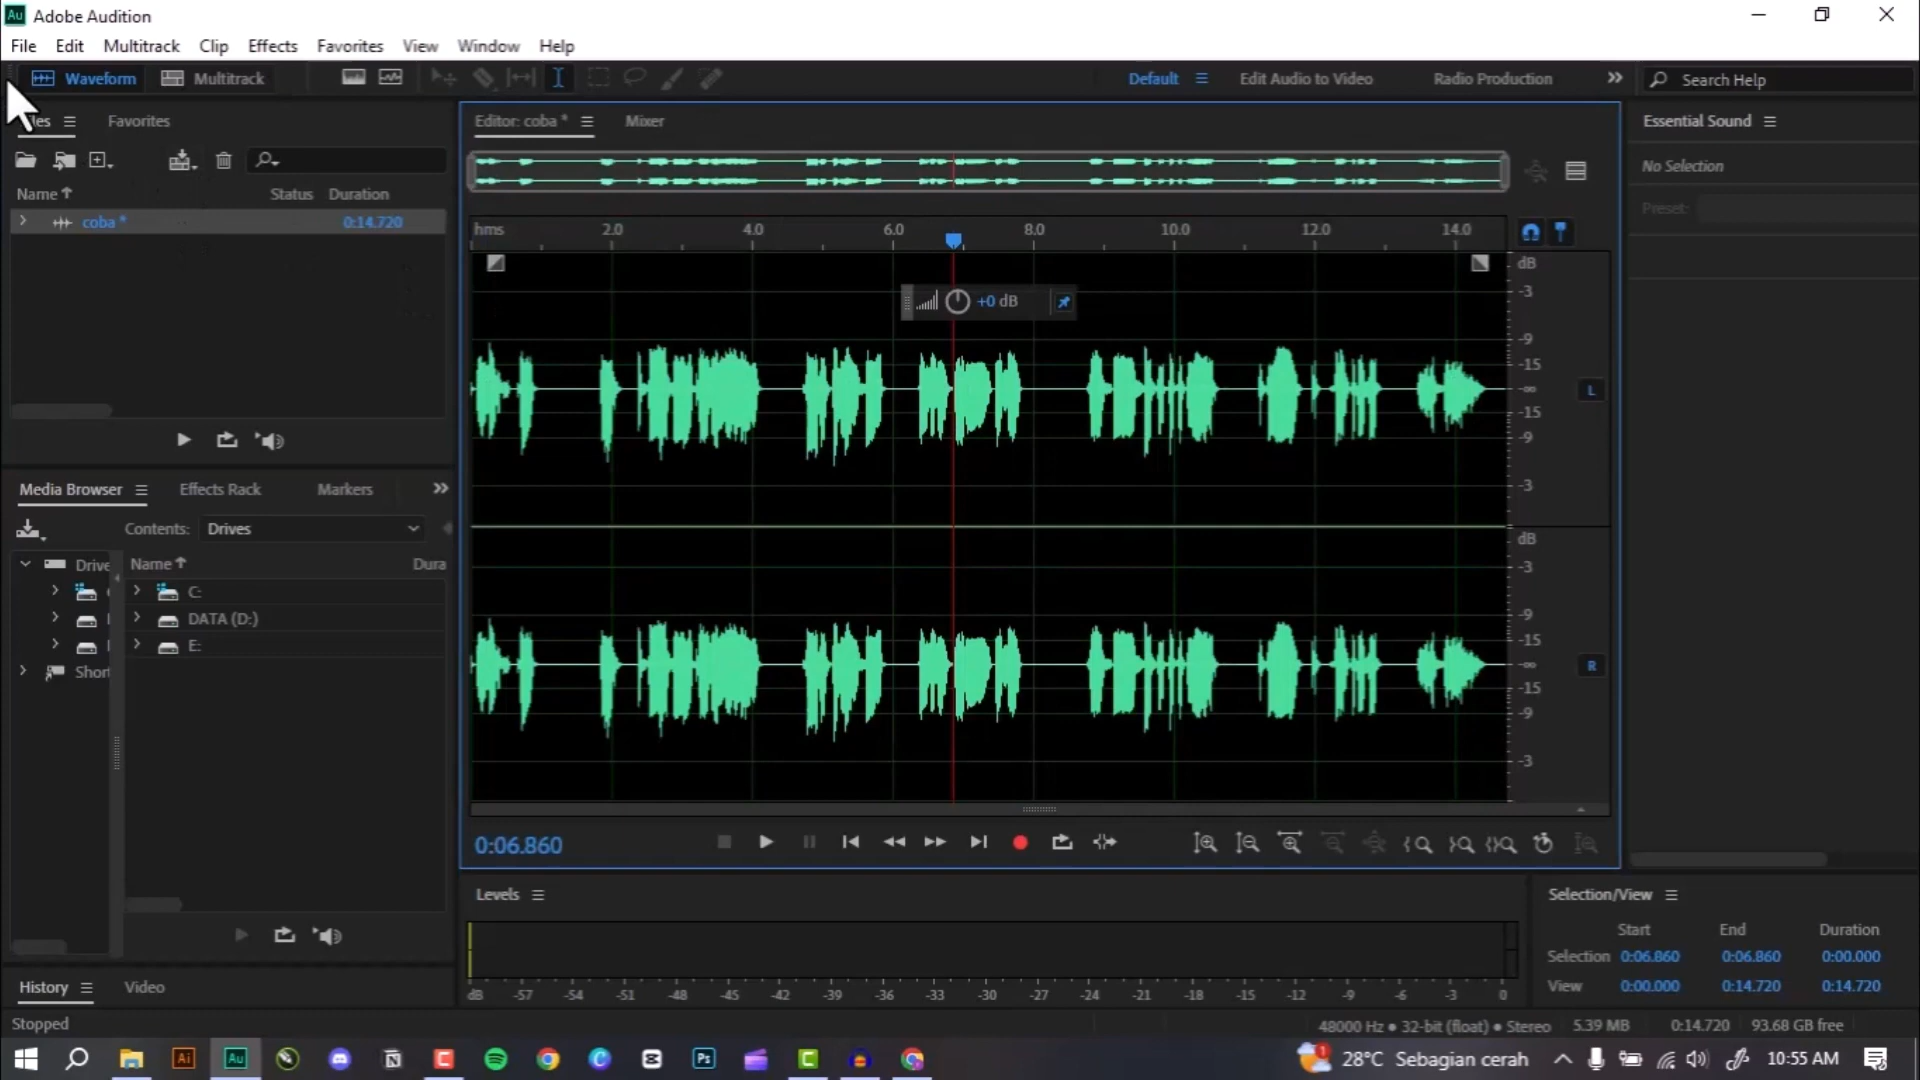 Au Adobe Audition
File Edit Multitrack Clip Effects Favorites View Window Help
Waveform Multitrack Default Edit Audio to Video Radio Production Search Help
Favorites
Editor: coba * Mixer
Essential Sound
No Selection
Name Status Duration
Preset:
coba * 0:14.720
hms 2.0 4.0 6.0 8.0 10.0 12.0 14.0
dB
-3
+0 dB
-9
-15
-∞
L
-15
-9
-3
Media Browser Effects Rack Markers
Contents: Drives
dB
Name Dura
-3
C:
DATA (D:)
-9
E:
-15
-∞
R
-15
-9
-3
0:06.860
Levels
Selection/View
Start End Duration
Selection 0:06.860 0:06.860 0:00.000
View 0:00.000 0:14.720 0:14.720
History Video
dB -57 -54 -51 -48 -45 -42 -39 -36 -33 -30 -27 -24 -21 -18 -15 -12 -9 -6 -3 0
Stopped
48000 Hz • 32-bit (float) • Stereo 5.39 MB 0:14.720 93.68 GB free
Ai Au Ps 1 28°C Sebagian cerah 10:55 AM